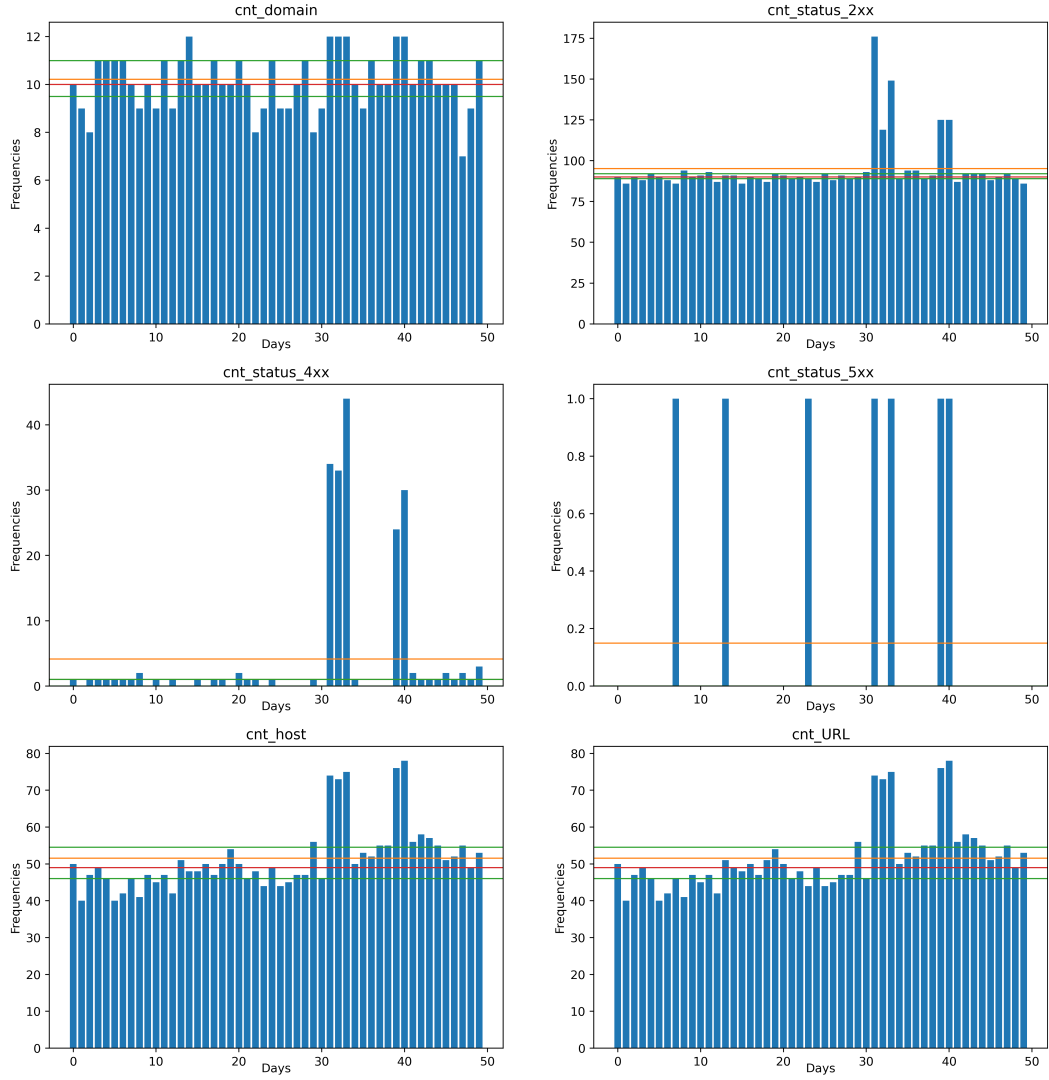 cnt_domain
Frequencies
12
10
8
6
4
2
0
0 10 20 30 40 50
Days
cnt_status_2xx
Frequencies
175
150
125
100
75
50
25
0
0 10 20 30 40 50
Days
cnt_status_4xx
Frequencies
40
30
20
10
0
0 10 20 30 40 50
Days
cnt_status_5xx
Frequencies
1.0
0.8
0.6
0.4
0.2
0.0
0 10 20 30 40 50
Days
cnt_host
Frequencies
80
70
60
50
40
30
20
10
0
0 10 20 30 40 50
Days
cnt_URL
Frequencies
80
70
60
50
40
30
20
10
0
0 10 20 30 40 50
Days